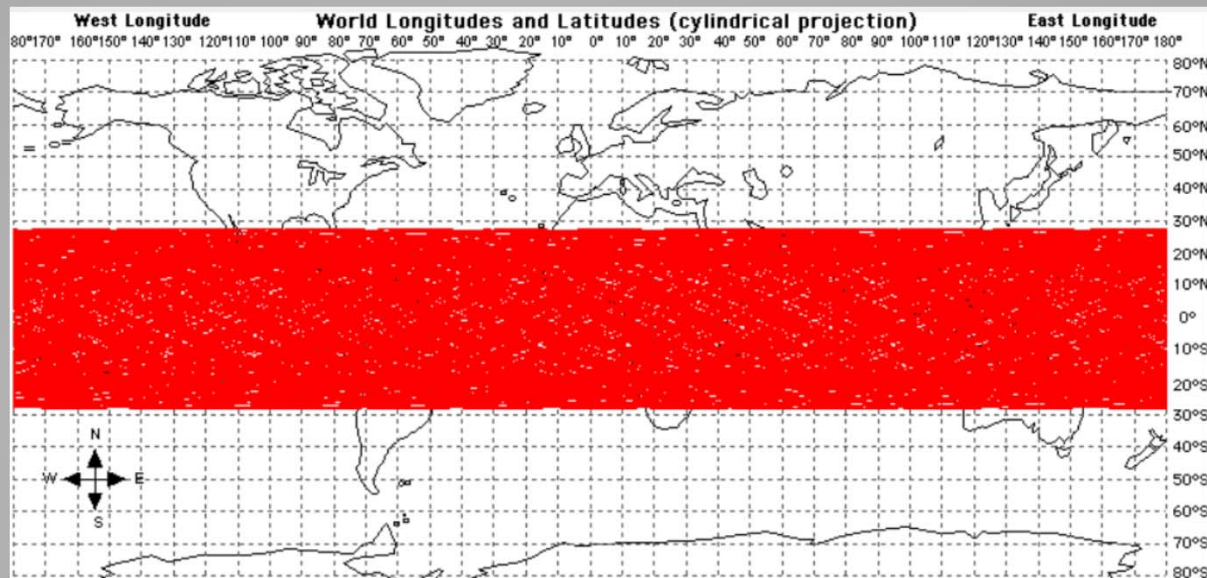 West Longitude World Longitudes and Latitudes (cylindrical projection) East Longitude
80°170° 160°150° 140°130° 120°110° 100° 90° 80° 70° 60° 50° 40° 30° 20° 10° 0° 10° 20° 30° 40° 50° 60° 70° 80° 90° 100° 110° 120°130° 140°150° 160°170° 180°
80°N
70°N
60°N
50°N
40°N
30°N
20°N
10°N
0°
10°S
20°S
30°S
N
40°S
W E 50°S
S
60°S
70°S
80°S